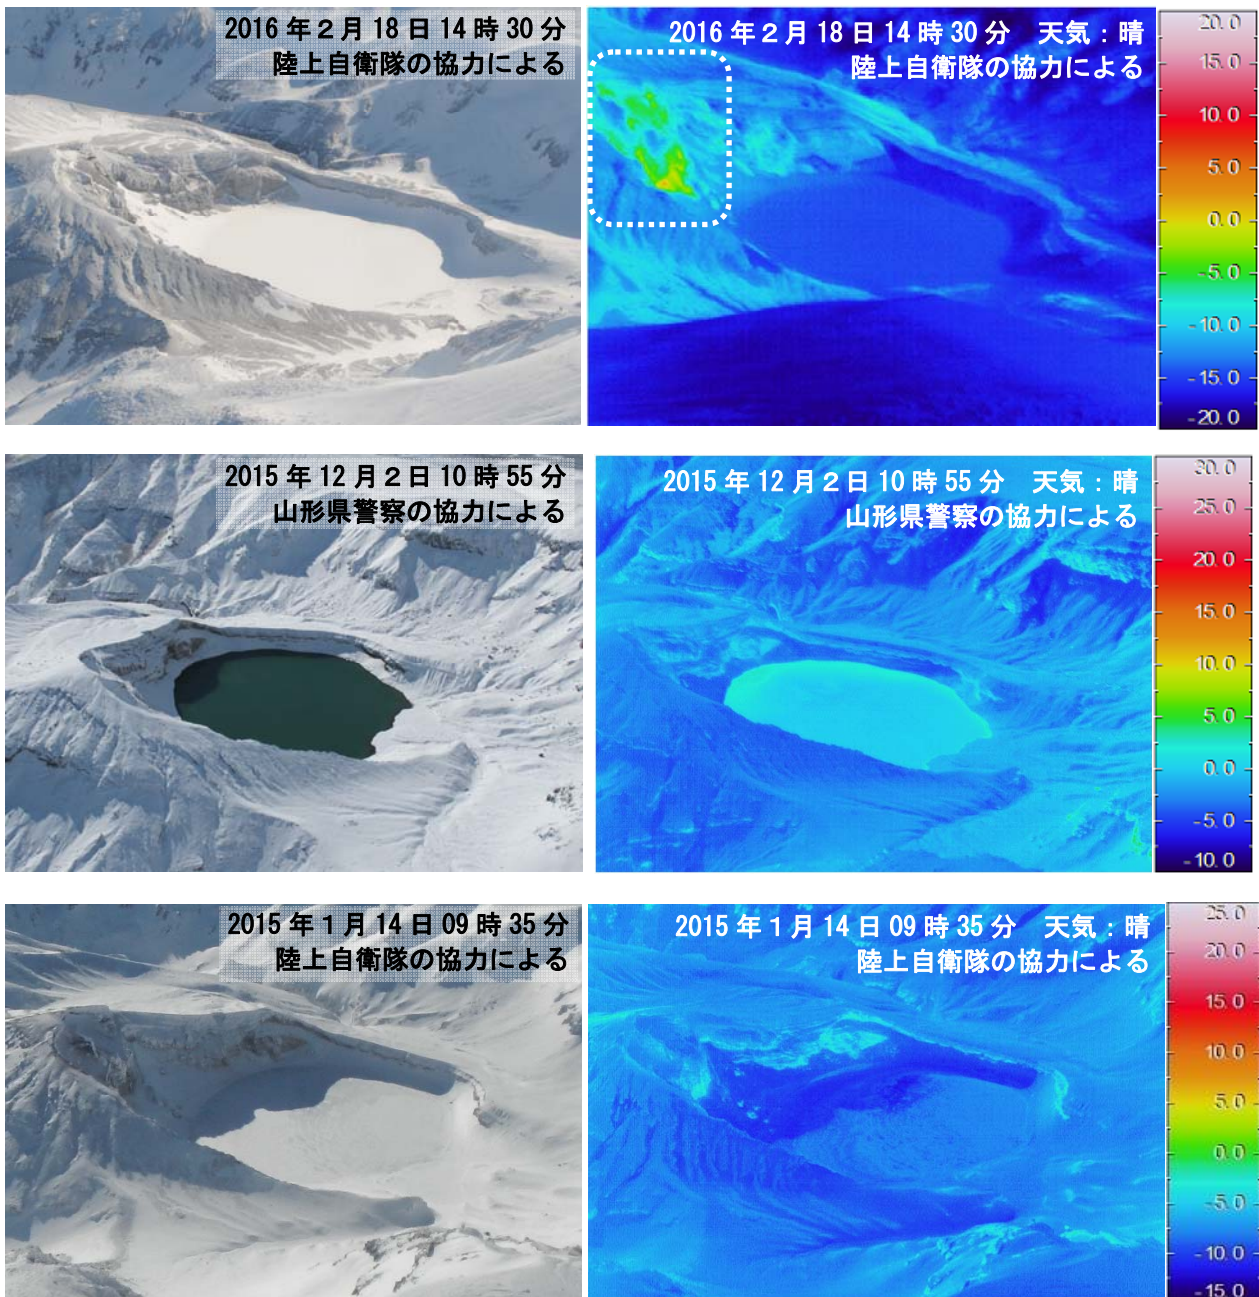 2016年2月18日14時30分
陸上自衛隊の協力による
2016年2月18日14時30分 天気:晴
陸上自衛隊の協力による
20.0
15.0
10.0
5.0
0.0
-5.0
-10.0
-15.0
-20.0
2015年12月2日10時55分
山形県警察の協力による
2015年12月2日10時55分 天気:晴
山形県警察の協力による
30.0
25.0
20.0
15.0
10.0
5.0
0.0
-5.0
-10.0
2015年1月14日09時35分
陸上自衛隊の協力による
2015年1月14日09時35分 天気:晴
陸上自衛隊の協力による
25.0
20.0
15.0
10.0
5.0
0.0
-5.0
-10.0
-15.0